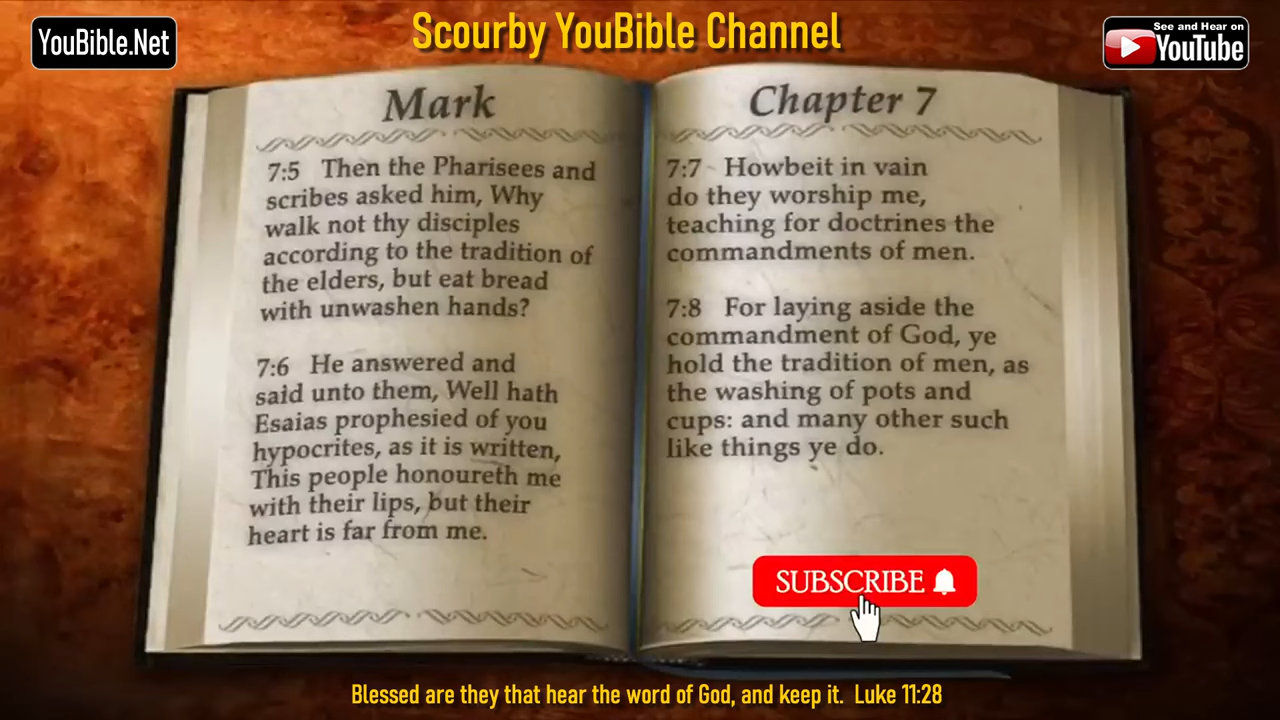 YouBible.Net
Scourby YouBible Channel
See and Hear on
YouTube
Mark
7:5 Then the Pharisees and
scribes asked him, Why
walk not thy disciples
according to the tradition of
the elders, but eat bread
with unwashen hands?
7:6 He answered and
said unto them, Well hath
Esaias prophesied of you
hypocrites, as it is written,
This people honoureth me
with their lips, but their
heart is far from me.
Chapter 7
7:7 Howbeit in vain
do they worship me,
teaching for doctrines the
commandments of men.
7:8 For laying aside the
commandment of God, ye
hold the tradition of men, as
the washing of pots and
cups: and many other such
like things ye do.
SUBSCRIBE
Blessed are they that hear the word of God, and keep it. Luke 11:28